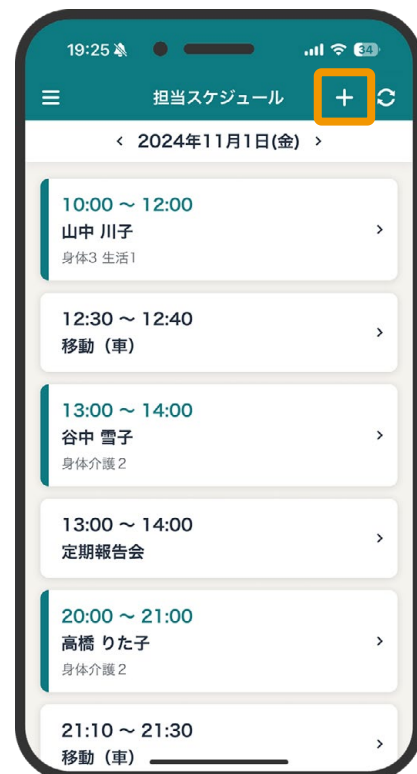 19:25
34
担当スケジュール
2024年11月1日(金)
10:00 〜 12:00
山中 川子
身体3 生活1
12:30 〜 12:40
移動（車）
13:00 〜 14:00
谷中 雪子
身体介護2
13:00 〜 14:00
定期報告会
20:00 〜 21:00
高橋 りた子
身体介護2
21:10 〜 21:30
移動（車）